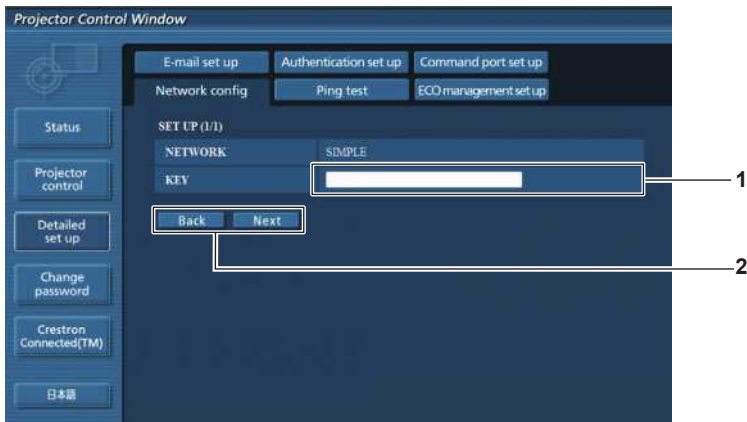 Projector Control Window
E-mail set up
Authentication set up
Command port set up
Network config
Ping test
ECO management set up
Status
Projector
control
Detailed
set up
Change
password
Crestron
Connected(TM)
日本語
SET UP (1/1)
NETWORK
SIMPLE
KEY
Back
Next
1
2